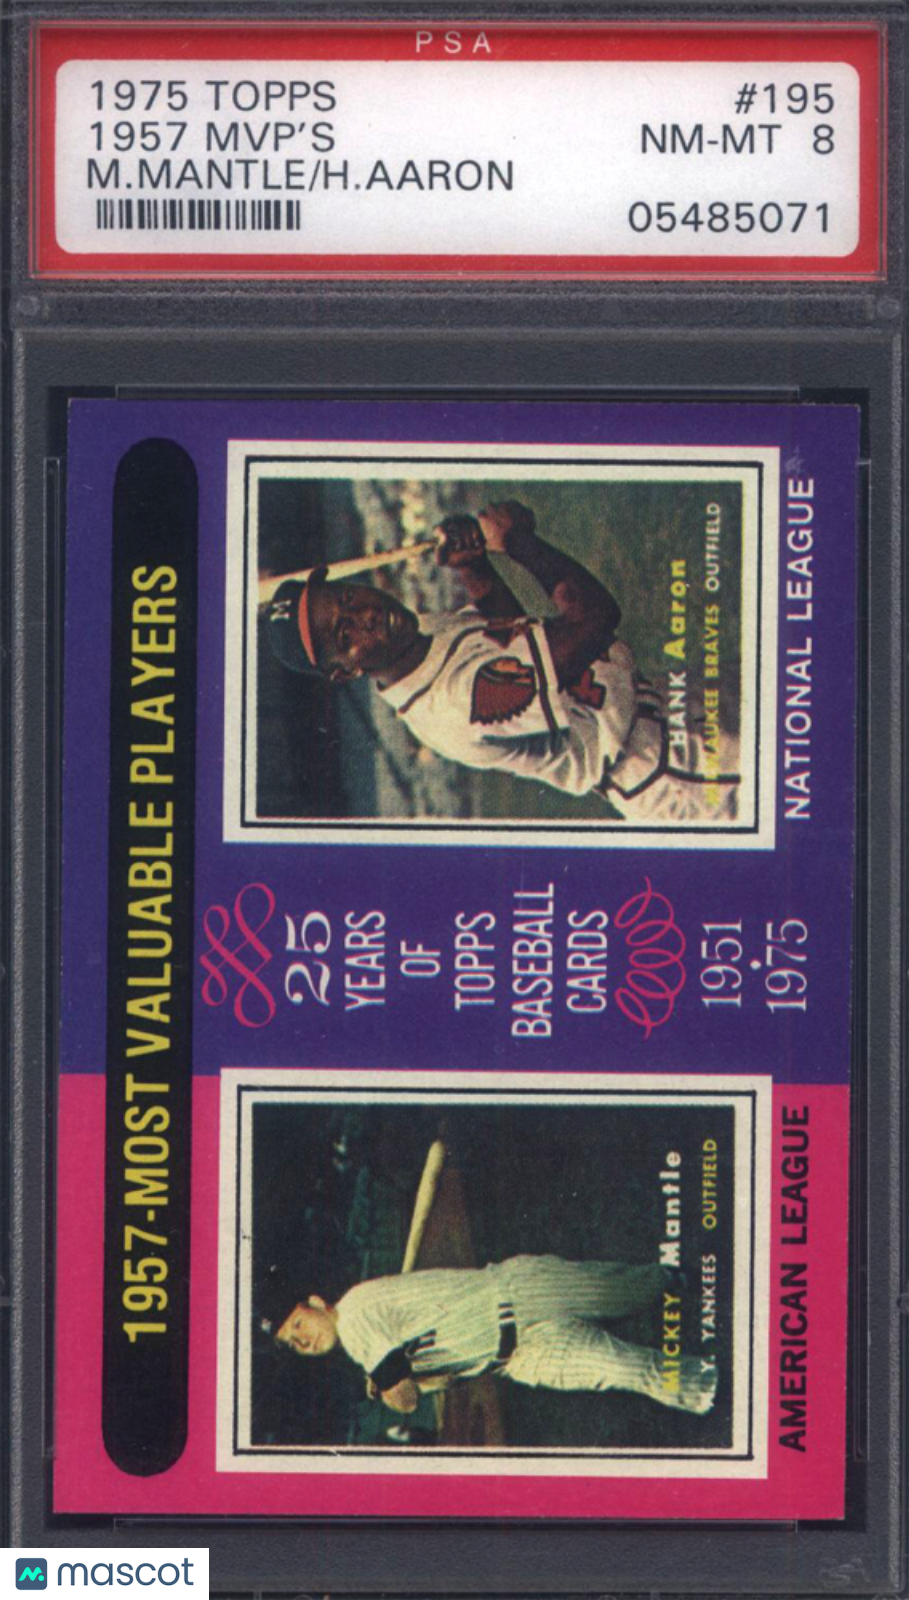 PSA
1975 TOPPS #195
1957 MVP'S NM-MT 8
M.MANTLE/H.AARON
05485071
1957-MOST VALUABLE PLAYERS
MICKEY Mantle
Y. YANKEES OUTFIELD
AMERICAN LEAGUE
25
YEARS
OF
TOPPS
BASEBALL
CARDS
1951
1975
M
HANK Aaron
MILWAUKEE BRAVES OUTFIELD
NATIONAL LEAGUE
mascot